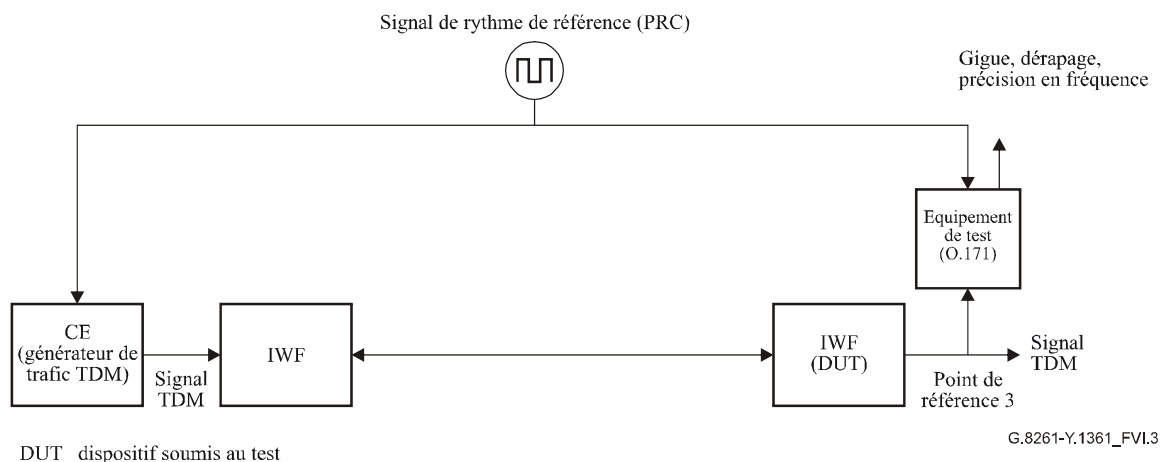 Signal de rythme de référence (PRC)
Gigue, dérapage,
précision en fréquence
Equipement
de test
(O.171)
CE
(générateur de
trafic TDM)
Signal
TDM
IWF
IWF
(DUT)
Signal
TDM
Point de
référence 3
G.8261-Y.1361_FVI.3
DUT dispositif soumis au test